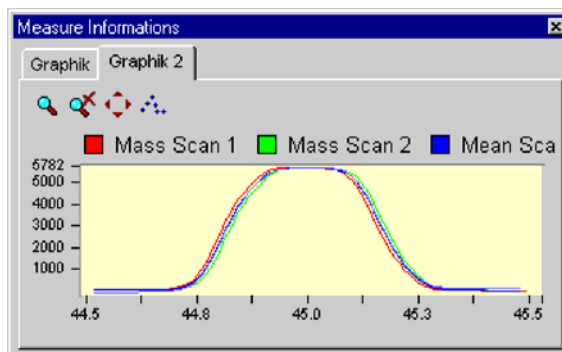 Measure Informations
Graphik Graphik 2
Mass Scan 1 Mass Scan 2 Mean Sca
5782
5000
4000
3000
2000
1000
44.5 44.8 45.0 45.3 45.5